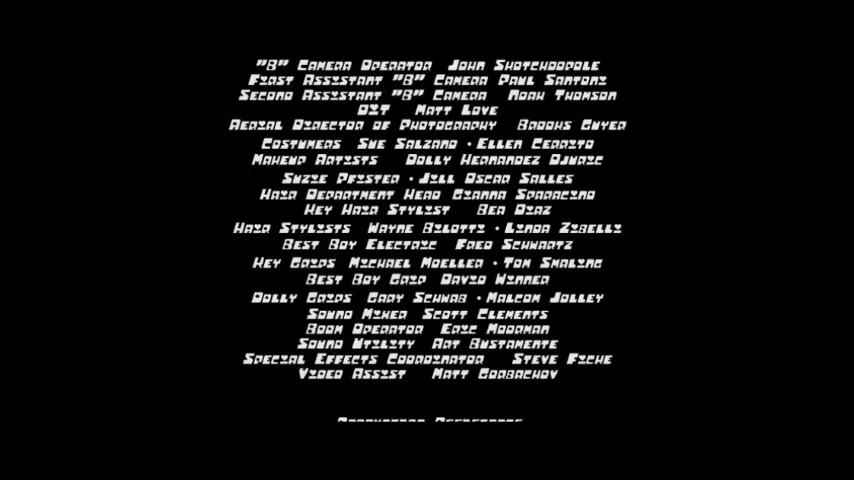 "B" Camera Operator John Shotchoopole
First Assistant "B" Camera Paul Santoni
Second Assistant "B" Camera Noah Thomson
DIT Matt Love
Aerial Director of Photography Brooks Guyer
Costumers Sue Salzano · Ellen Cerrito
Makeup Artists Dolly Hernandez Djuric
Suzie Pfister · Jill Oscar Salles
Hair Department Head Gianna Sparacino
Key Hair Stylist Bea Diaz
Hair Stylists Wayne Bilotti · Linda Zibelli
Best Boy Electric Fred Schwartz
Key Grips Michael Moeller · Tom Smaling
Best Boy Grip David Winner
Dolly Grips Gary Schwab · Malcom Jolley
Sound Mixer Scott Clements
Boom Operator Eric Moorman
Sound Utility Art Bustamente
Special Effects Coordinator Steve Fiche
Video Assist Matt Gorbachov